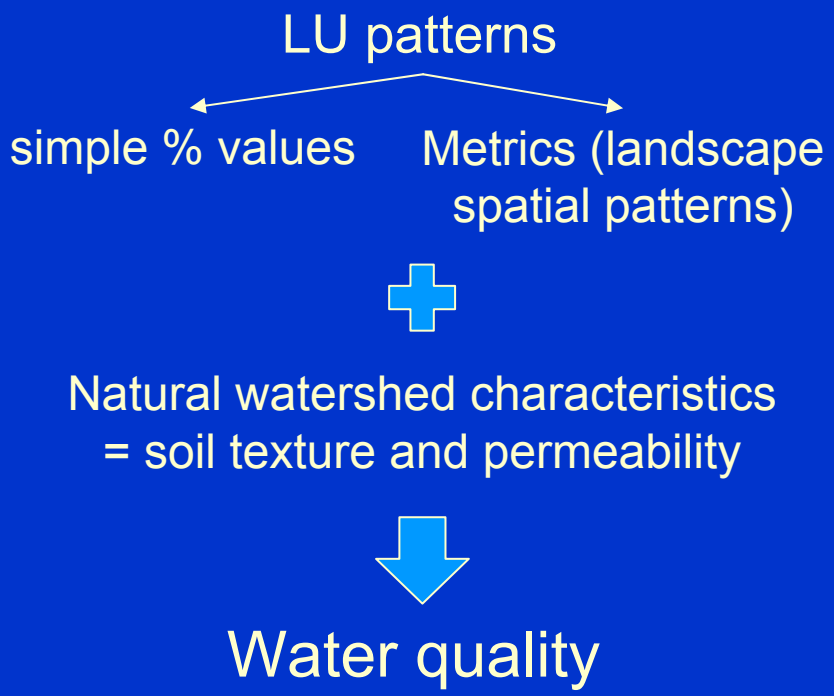 LU patterns
simple % values
Metrics (landscape
spatial patterns)
Natural watershed characteristics
= soil texture and permeability
Water quality